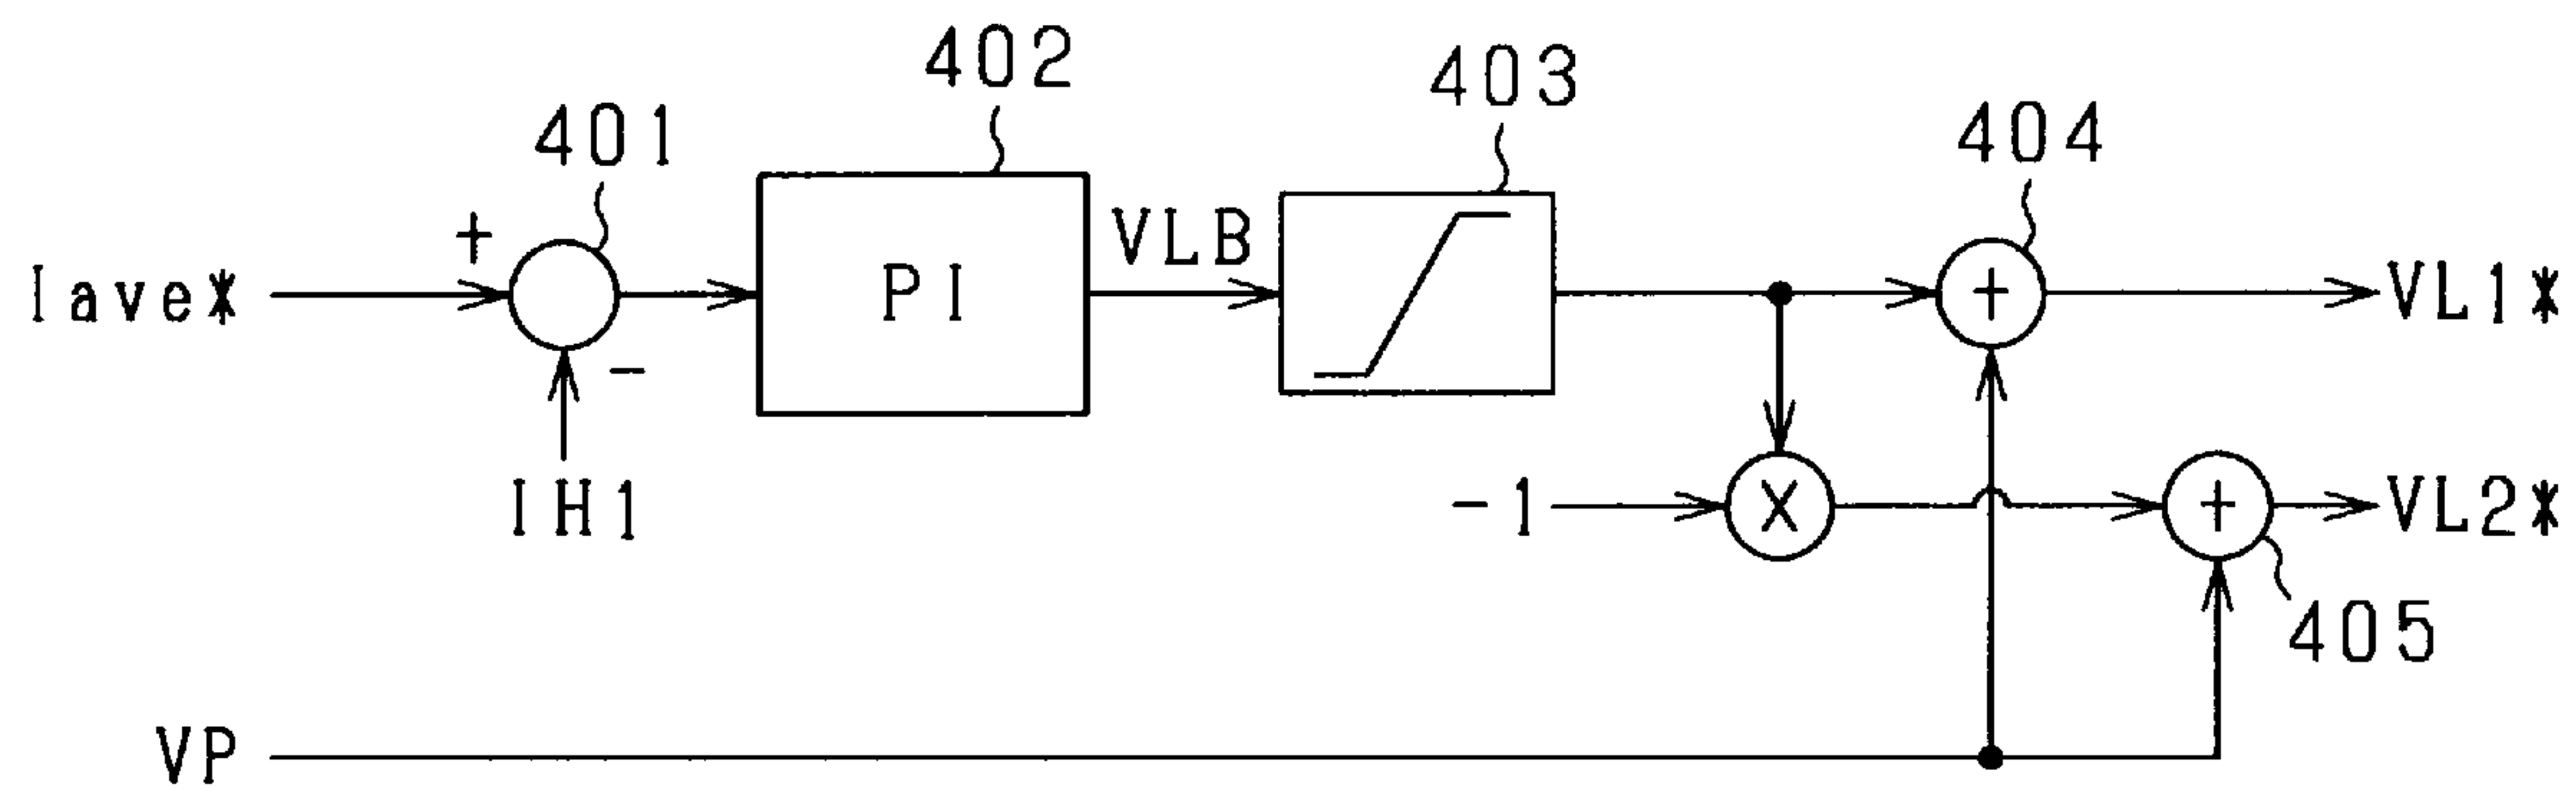 402
403
401
404
+
VLB
Iave*
PI
+
VL1*
-
IH1
-1
X
+
VL2*
405
VP